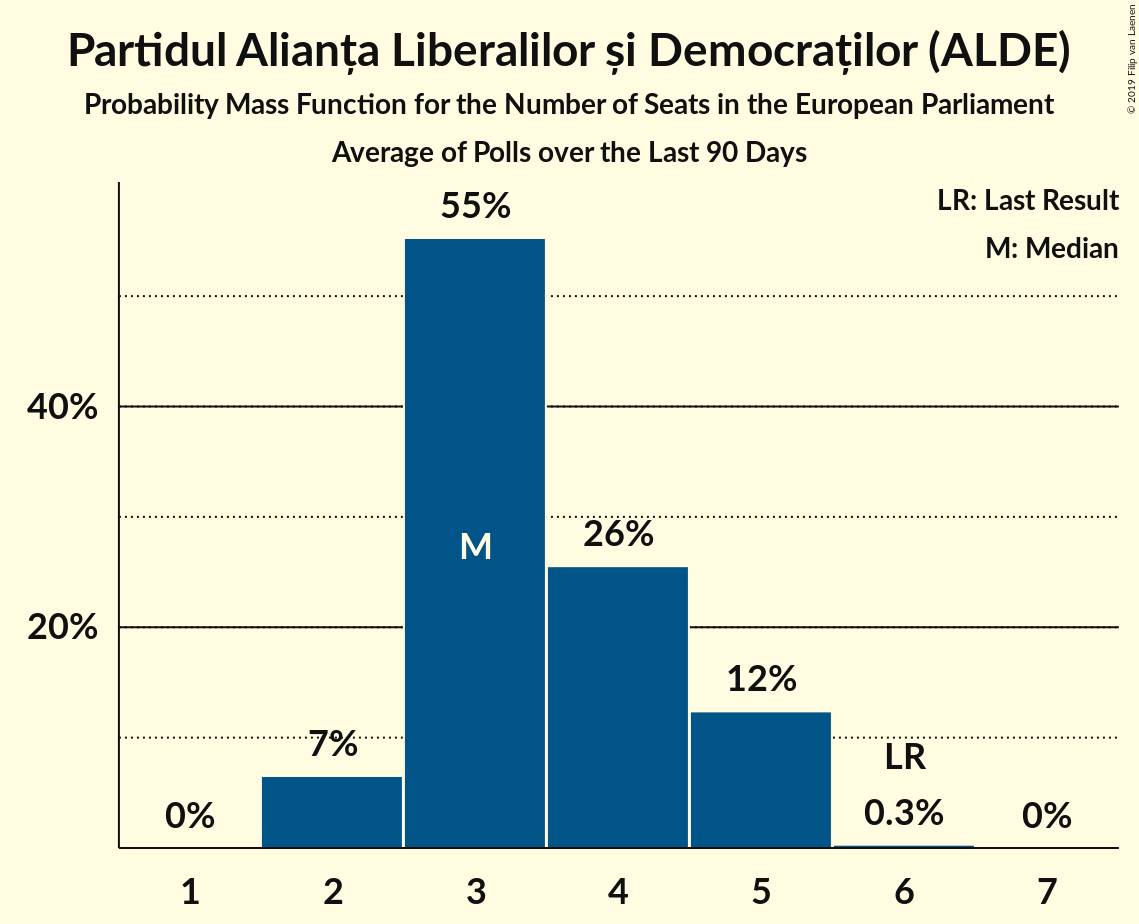 Partidul Alianța Liberalilor și Democraților (ALDE)
Probability Mass Function for the Number of Seats in the European Parliament
Average of Polls over the Last 90 Days
© 2019 Filip van Laenen
LR: Last Result
M: Median
55%
40%
M
26%
20%
12%
7%
LR
0%
0.3%
0%
1 2 3 4 5 6 7